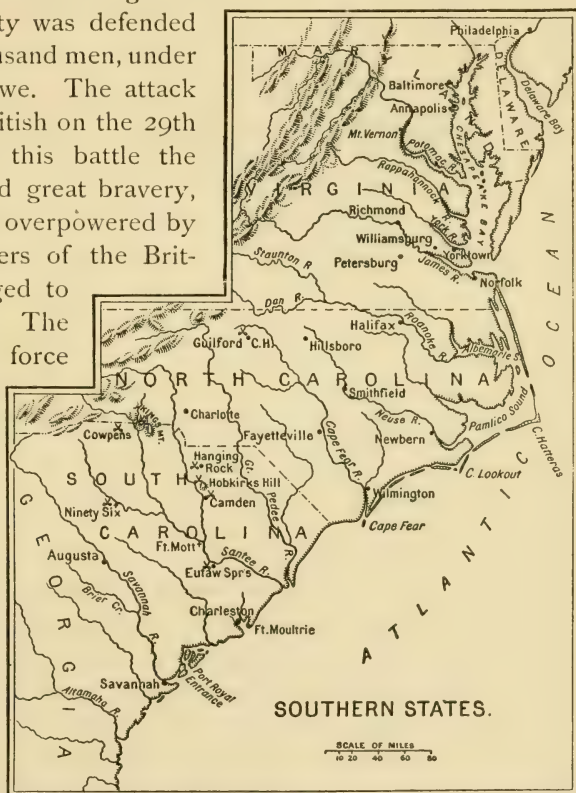 ty was defended
usand men, under
we. The attack
itish on the 29th
this battle the
d great bravery,
overpowered by
ers of the Brit-
ged to
The
force
Philadelphia
MARYLAND
DELAWARE
Baltimore
Annapolis
Delaware Bay
Mt. Vernon
Potomac R.
CHESAPEAKE BAY
Rappahannock R.
VIRGINIA
Richmond
York R.
Williamsburg
Yorktown
Petersburg
James R.
Norfolk
Staunton R.
Dan R.
Halifax
Roanoke R.
Albemarle S.
Guilford C.H.
Hillsboro
NORTH CAROLINA
Smithfield
Pamlico Sound
C. Hatteras
KINGS MT.
Charlotte
Neuse R.
Cowpens
Fayetteville
Cape Fear R.
Newbern
C. Lookout
Hanging
Rock
Gt. Pedee R.
Hobkirks Hill
Wilmington
SOUTH
CAROLINA
Camden
Cape Fear
Ninety Six
Ft. Mott
Augusta
Santee R.
Eutaw Spr's
Brier Cr.
Savannah R.
Charleston
Ft. Moultrie
GEORGIA
Savannah
Port Royal
Entrance
Altamaha R.
ATLANTIC OCEAN
SOUTHERN STATES.
SCALE OF MILES
10 20 40 60 80